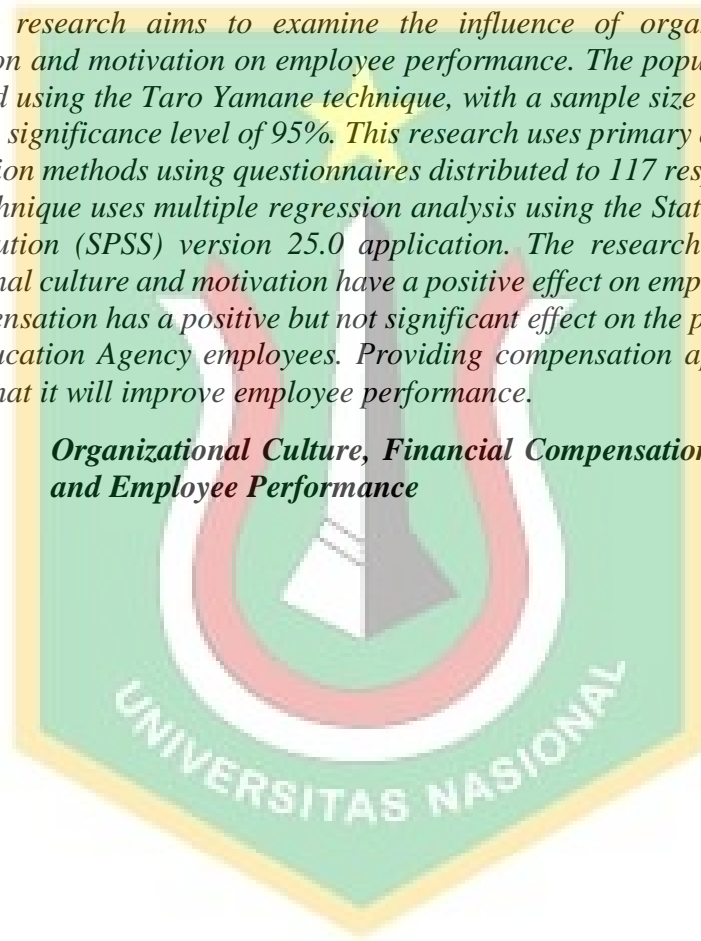 research aims to examine the influence of orga
on and motivation on employee performance. The popu
d using the Taro Yamane technique, with a sample size
significance level of 95%. This research uses primary
ion methods using questionnaires distributed to 117 res
hnique uses multiple regression analysis using the Stat
ution (SPSS) version 25.0 application. The research
nal culture and motivation have a positive effect on emp
ensation has a positive but not significant effect on the p
ucation Agency employees. Providing compensation a
hat it will improve employee performance.
Organizational Culture, Financial Compensation
and Employee Performance
UNIVERSITAS NASIONAL